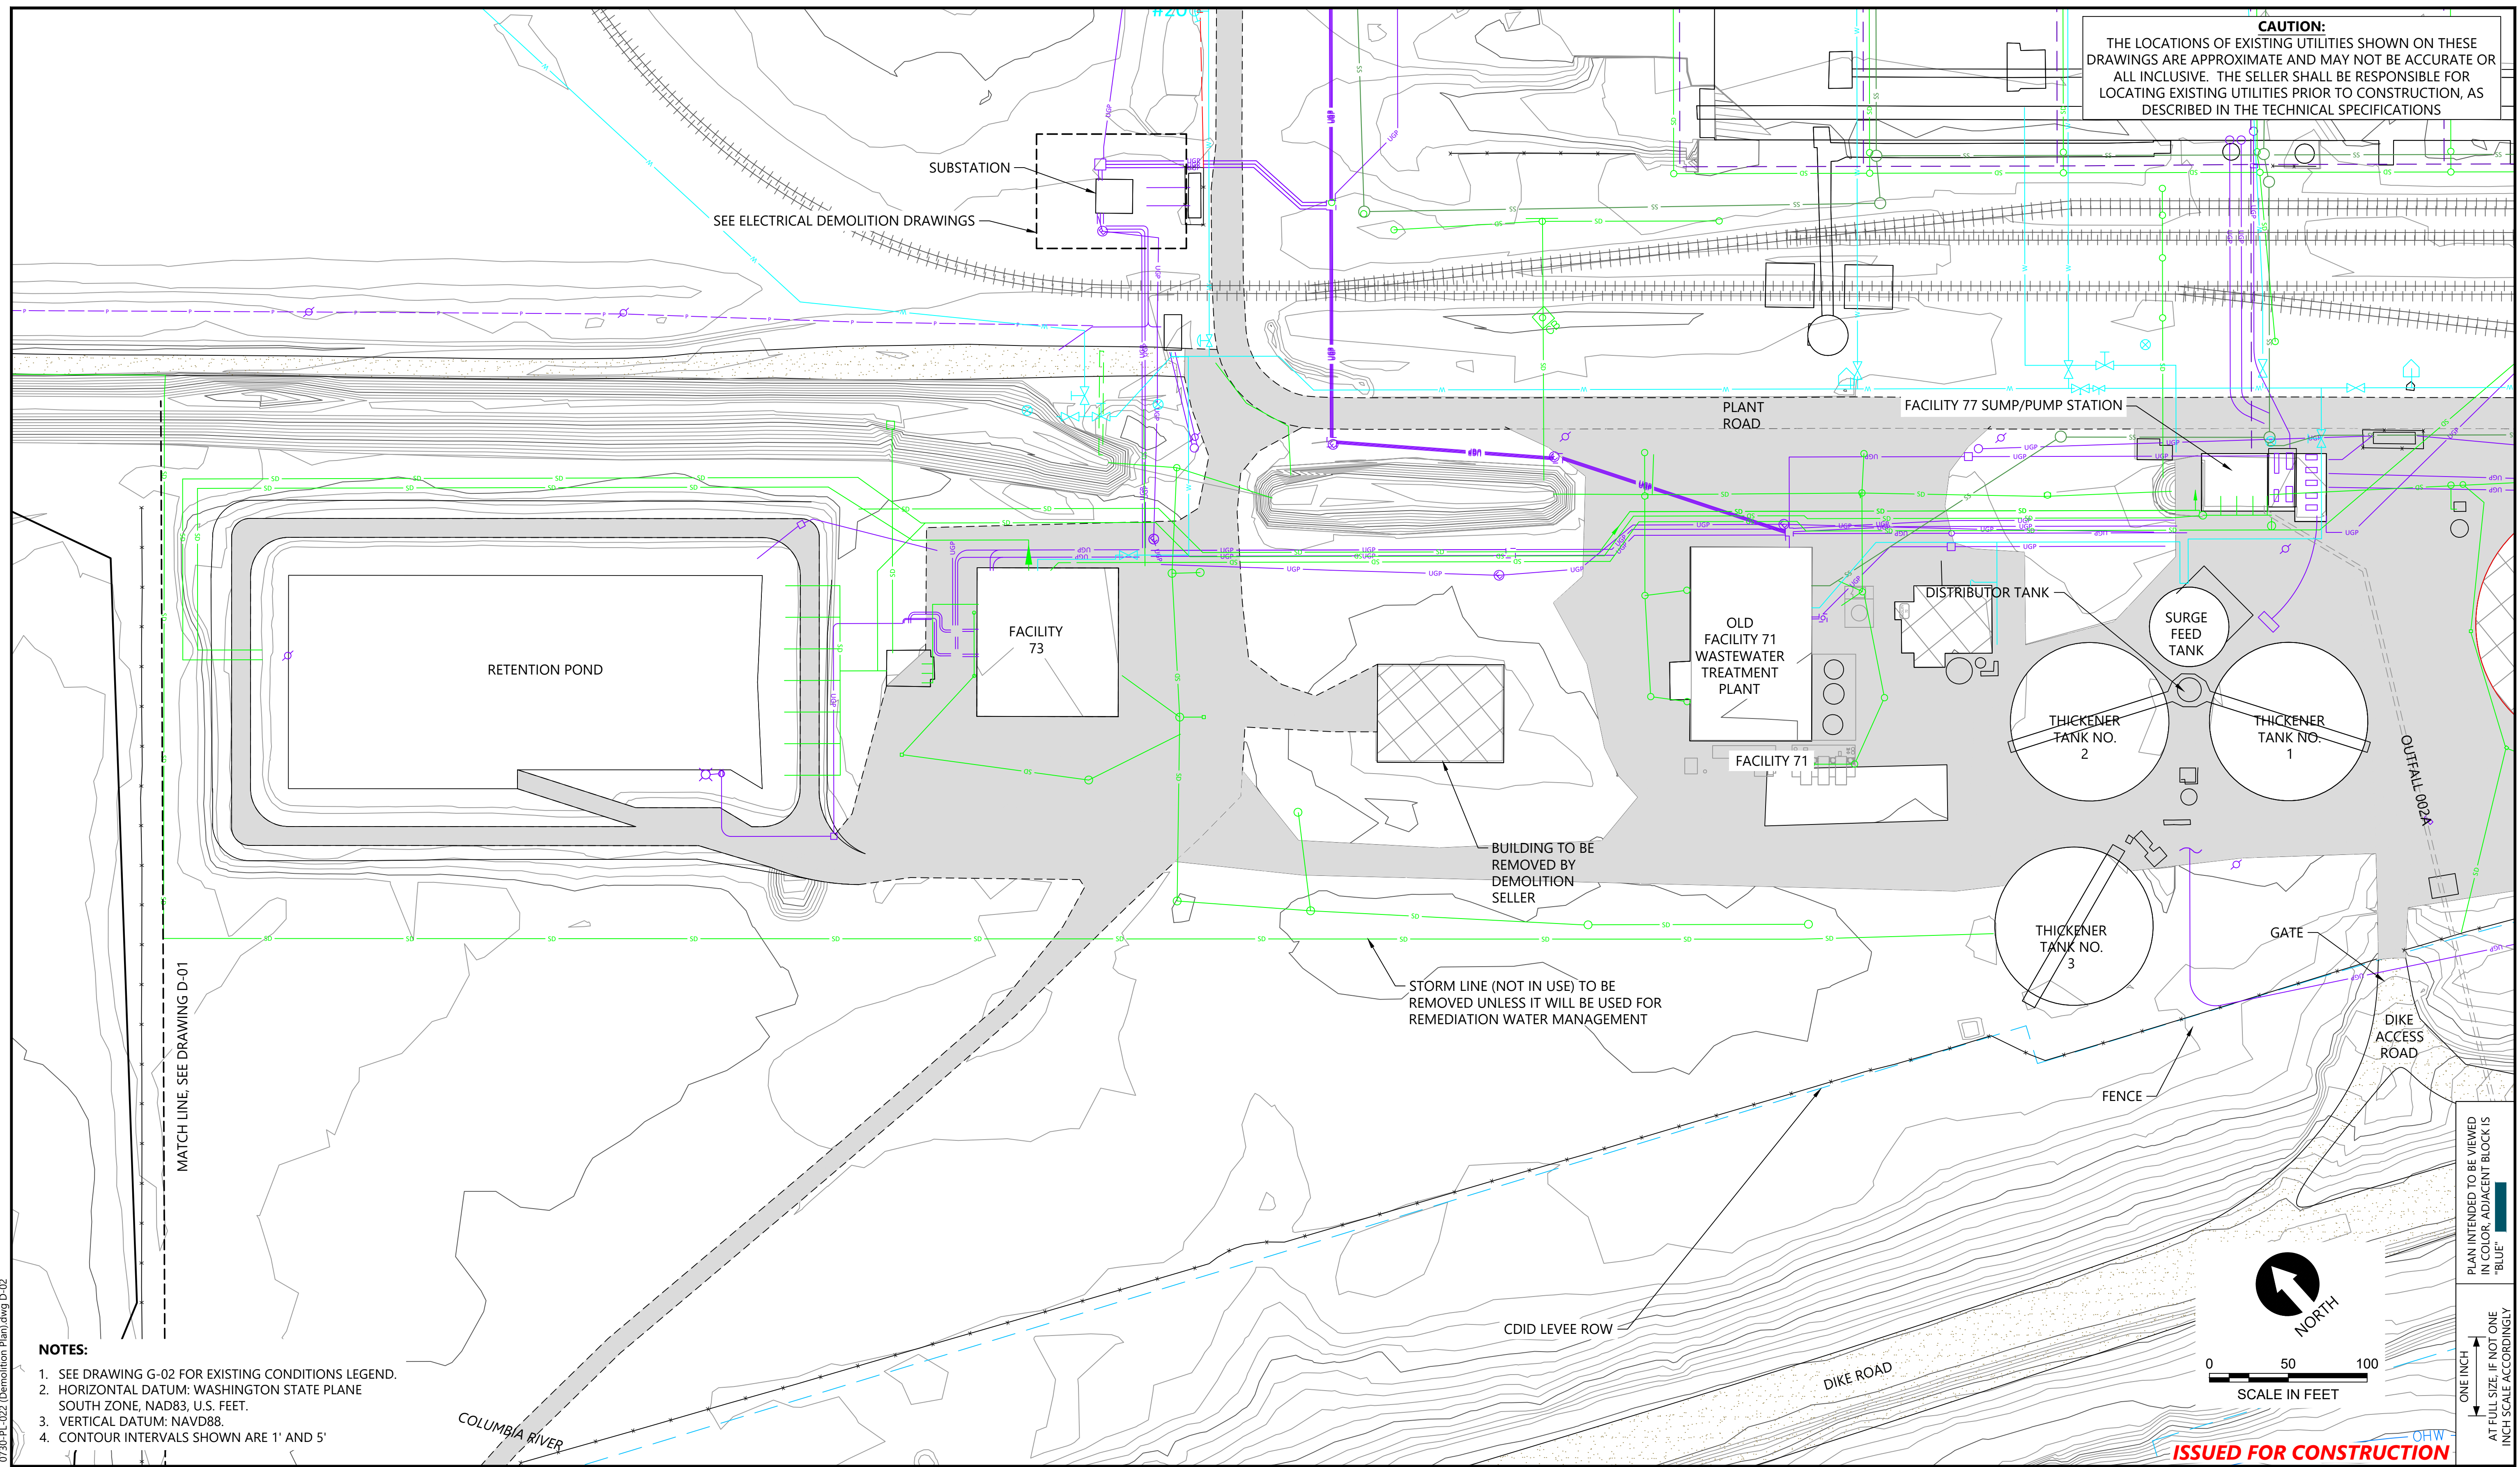 #20
CAUTION:
THE LOCATIONS OF EXISTING UTILITIES SHOWN ON THESE
DRAWINGS ARE APPROXIMATE AND MAY NOT BE ACCURATE OR
ALL INCLUSIVE.  THE SELLER SHALL BE RESPONSIBLE FOR
LOCATING EXISTING UTILITIES PRIOR TO CONSTRUCTION, AS
DESCRIBED IN THE TECHNICAL SPECIFICATIONS
SUBSTATION
SEE ELECTRICAL DEMOLITION DRAWINGS
PLANT
ROAD
FACILITY 77 SUMP/PUMP STATION
RETENTION POND
FACILITY
73
OLD
FACILITY 71
WASTEWATER
TREATMENT
PLANT
FACILITY 71
DISTRIBUTOR TANK
SURGE
FEED
TANK
THICKENER
TANK NO.
2
THICKENER
TANK NO.
1
OUTFALL 002A
BUILDING TO BE
REMOVED BY
DEMOLITION
SELLER
THICKENER
TANK NO.
3
GATE
STORM LINE (NOT IN USE) TO BE
REMOVED UNLESS IT WILL BE USED FOR
REMEDIATION WATER MANAGEMENT
DIKE
ACCESS
ROAD
FENCE
MATCH LINE, SEE DRAWING D-01
CDID LEVEE ROW
DIKE ROAD
COLUMBIA RIVER
NOTES:
1. SEE DRAWING G-02 FOR EXISTING CONDITIONS LEGEND.
2. HORIZONTAL DATUM: WASHINGTON STATE PLANE
SOUTH ZONE, NAD83, U.S. FEET.
3. VERTICAL DATUM: NAVD88.
4. CONTOUR INTERVALS SHOWN ARE 1' AND 5'
0730-PL-022 (Demolition Plan).dwg D-02
NORTH
0 50 100
SCALE IN FEET
PLAN INTENDED TO BE VIEWED
IN COLOR, ADJACENT BLOCK IS
"BLUE"
ONE INCH
AT FULL SIZE, IF NOT ONE
INCH SCALE ACCORDINGLY
OHW
ISSUED FOR CONSTRUCTION